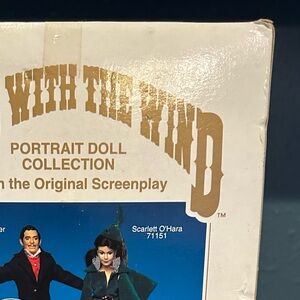 WITH THE WIND
TM
PORTRAIT DOLL
COLLECTION
the Original Screenplay
Scarlett O'Hara
71151